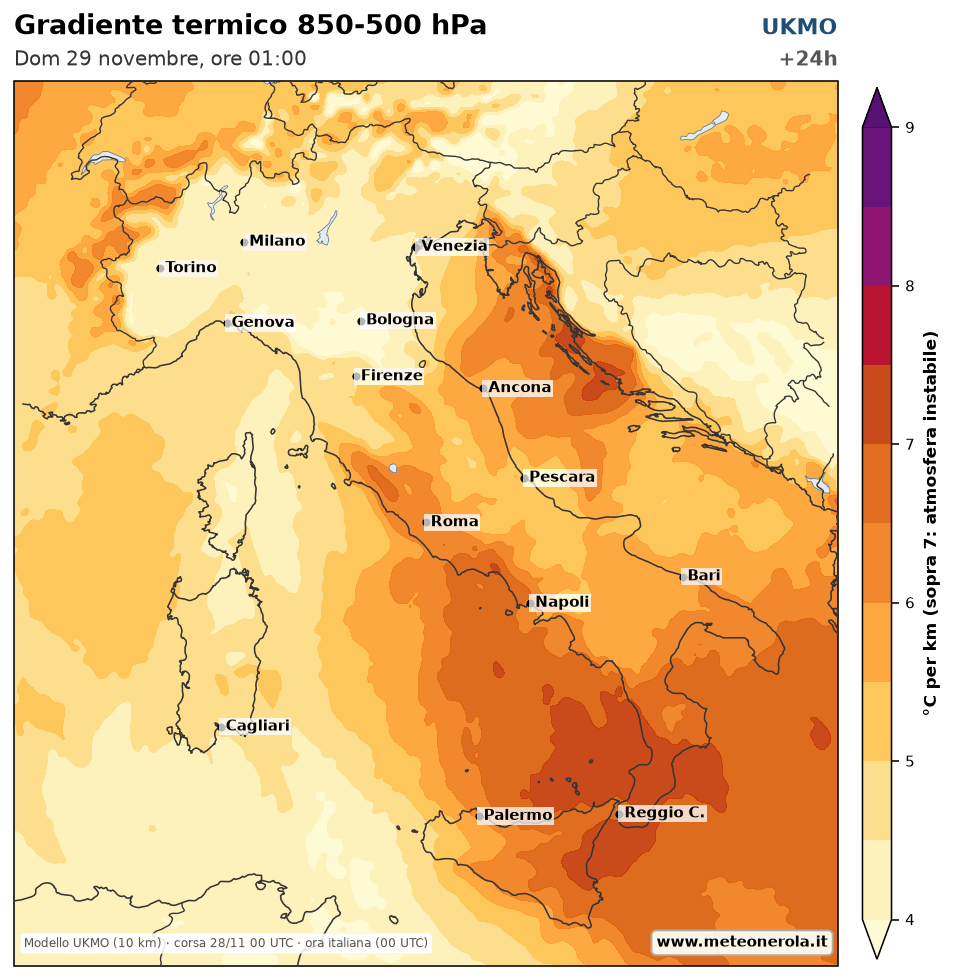 Gradiente termico 850-500 hPa
UKMO
Dom 29 novembre, ore 01:00
+24h
9
8
7
6
5
4
°C per km (sopra 7: atmosfera instabile)
Milano
Venezia
Torino
Genova
Bologna
Firenze
Ancona
Pescara
Roma
Bari
Napoli
Cagliari
Palermo
Reggio C.
Modello UKMO (10 km) · corsa 28/11 00 UTC · ora italiana (00 UTC)
www.meteonerola.it